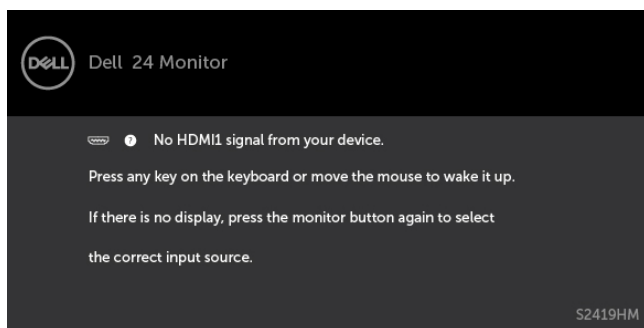 DELL
Dell 24 Monitor
? No HDMI1 signal from your device.
Press any key on the keyboard or move the mouse to wake it up.
If there is no display, press the monitor button again to select
the correct input source.
S2419HM